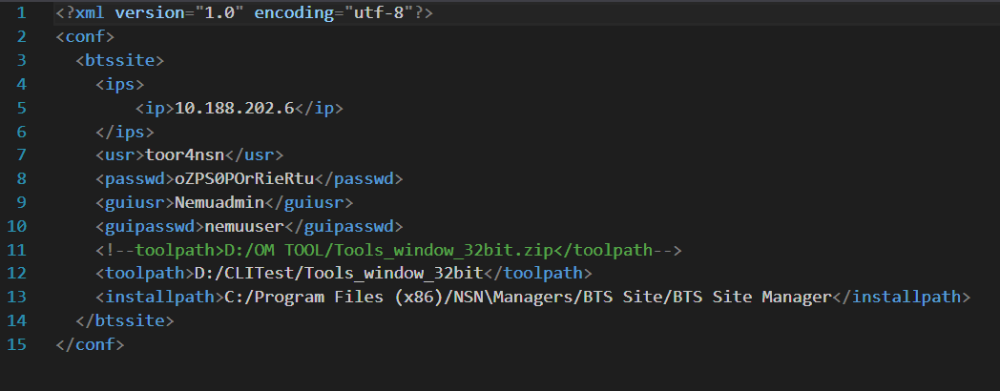 1 <?xml version="1.0" encoding="utf-8"?>
2 <conf>
3 <btssite>
4 <ips>
5 <ip>10.188.202.6</ip>
6 </ips>
7 <usr>toor4nsn</usr>
8 <passwd>oZPS0POrRieRtu</passwd>
9 <guiusr>Nemuadmin</guiusr>
10 <guipasswd>nemuuser</guipasswd>
11 <!--toolpath>D:/OM TOOL/Tools_window_32bit.zip</toolpath-->
12 <toolpath>D:/CLITest/Tools_window_32bit</toolpath>
13 <installpath>C:/Program Files (x86)/NSN\Managers/BTS Site/BTS Site Manager</installpath>
14 </btssite>
15 </conf>